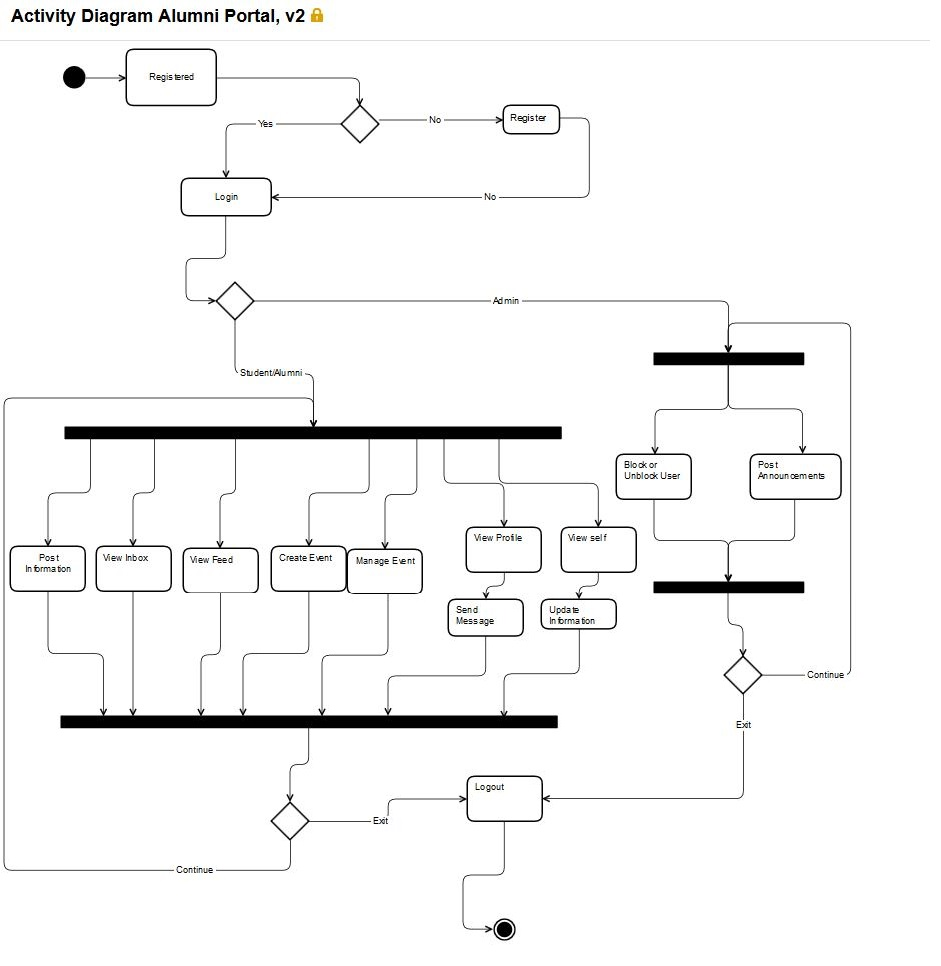 Activity Diagram Alumni Portal, v2
Registered
Yes
No
Register
Login
No
Admin
Student/Alumni
Block or
Unblock User
Post
Announcements
Post
Information
View Inbox
View Feed
Create Event
Manage Event
View Profile
View self
Send
Message
Update
Information
Continue
Exit
Logout
Exit
Continue